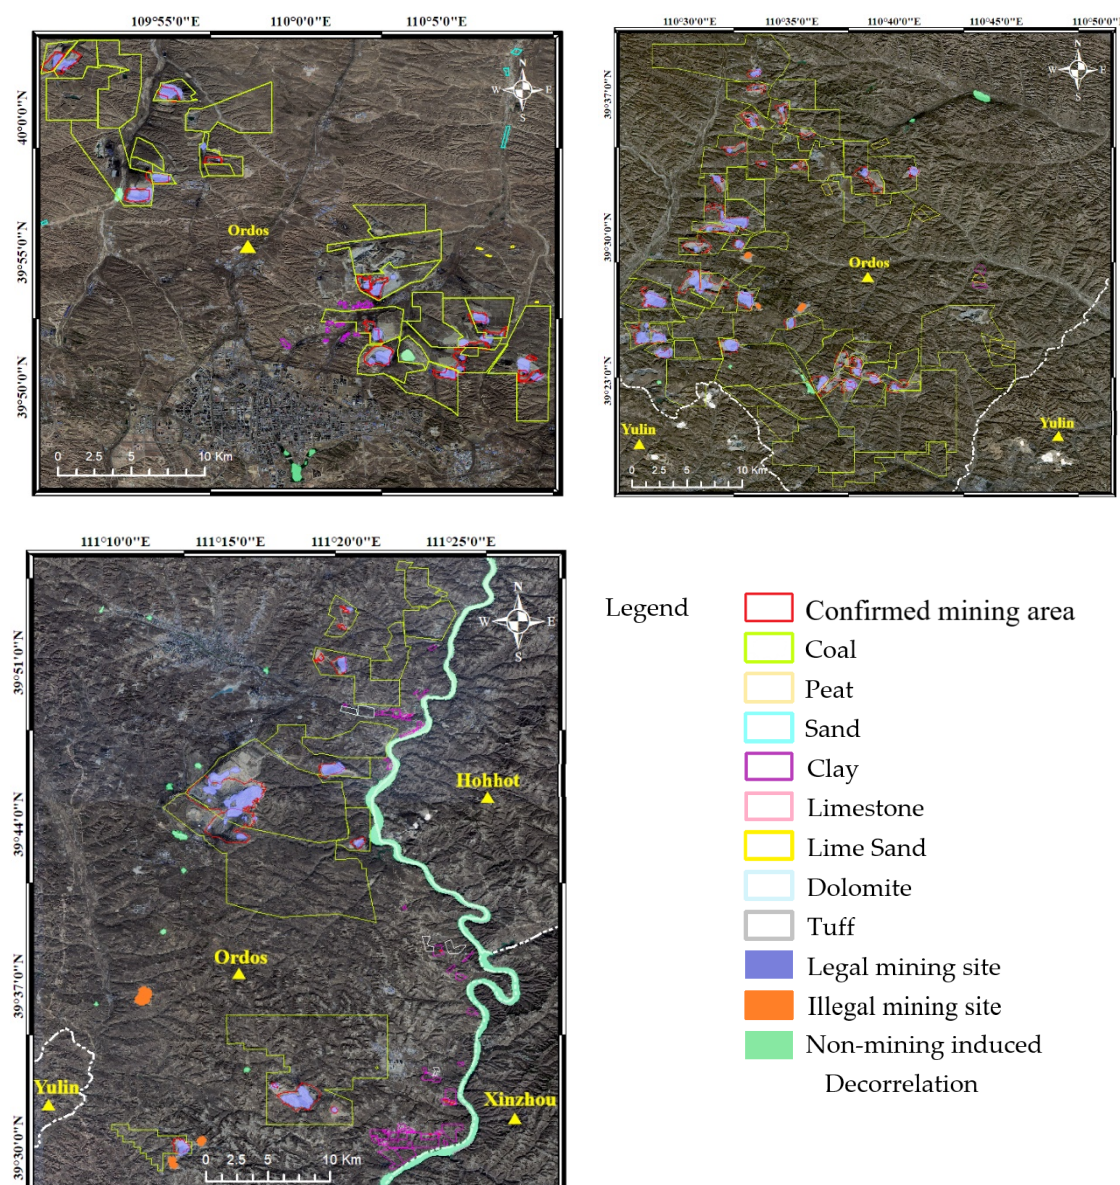 109°55'0"E 110°0'0"E 110°5'0"E
40°0'0"N
39°55'0"N
39°50'0"N
N
W E
S
Ordos
0 2.5 5 10 Km
110°30'0"E 110°35'0"E 110°40'0"E 110°45'0"E 110°50'0"E
39°37'0"N
39°30'0"N
39°23'0"N
N
W E
S
Ordos
Yulin
Yulin
0 2.5 5 10 Km
111°10'0"E 111°15'0"E 111°20'0"E 111°25'0"E
39°51'0"N
39°44'0"N
39°37'0"N
39°30'0"N
N
W E
S
Hohhot
Ordos
Yulin
Xinzhou
0 2.5 5 10 Km
Legend
Confirmed mining area
Coal
Peat
Sand
Clay
Limestone
Lime Sand
Dolomite
Tuff
Legal mining site
Illegal mining site
Non-mining induced
Decorrelation